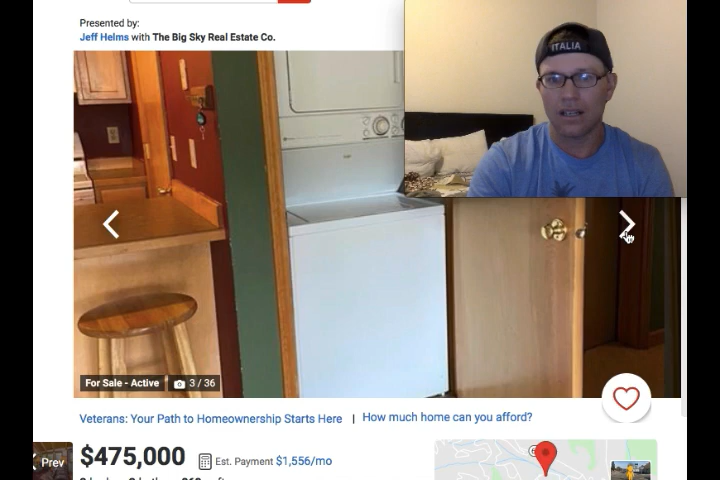 Presented by:
Jeff Helms with The Big Sky Real Estate Co.
ITALIA
For Sale - Active
3 / 36
Veterans: Your Path to Homeownership Starts Here | How much home can you afford?
Prev
$475,000
Est. Payment $1,556/mo